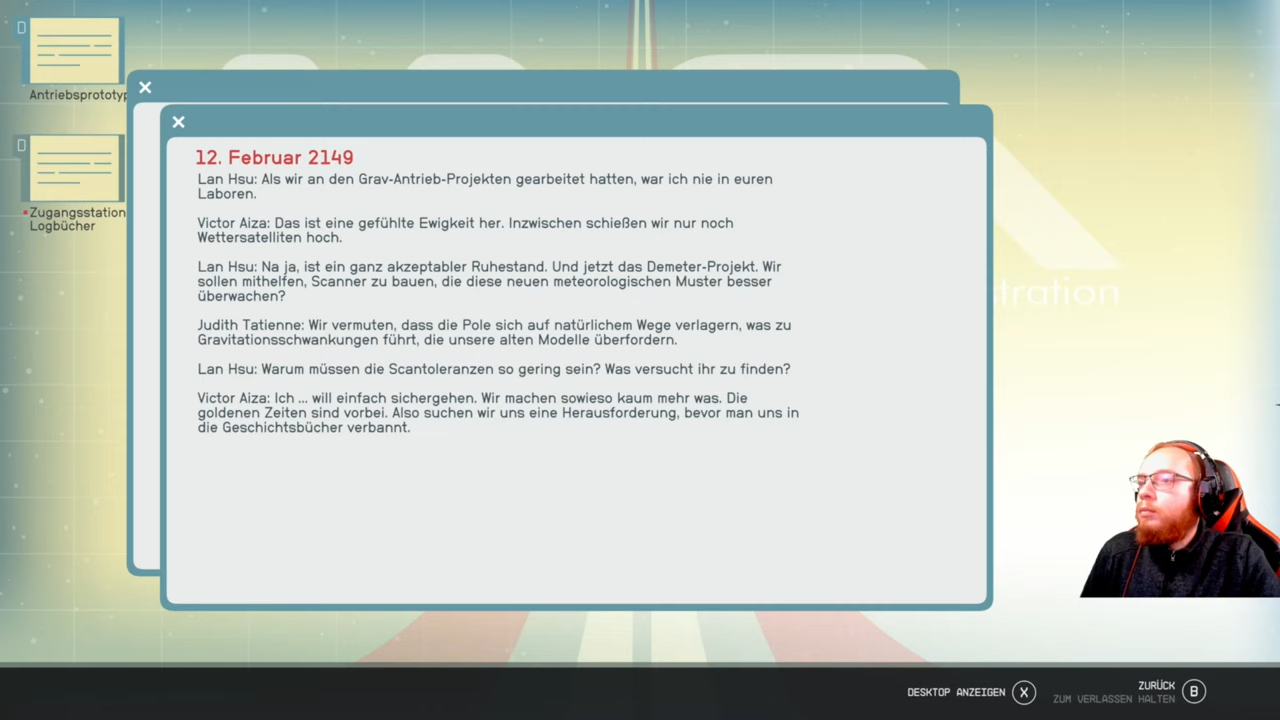 D
Antriebsprototyp
D
Zugangsstation
Logbücher
12. Februar 2149
Lan Hsu: Als wir an den Grav-Antrieb-Projekten gearbeitet hatten, war ich nie in euren
Laboren.
Victor Aiza: Das ist eine gefühlte Ewigkeit her. Inzwischen schießen wir nur noch
Wettersatelliten hoch.
Lan Hsu: Na ja, ist ein ganz akzeptabler Ruhestand. Und jetzt das Demeter-Projekt. Wir
sollen mithelfen, Scanner zu bauen, die diese neuen meteorologischen Muster besser
überwachen?
Judith Tatienne: Wir vermuten, dass die Pole sich auf natürlichem Wege verlagern, was zu
Gravitationsschwankungen führt, die unsere alten Modelle überfordern.
Lan Hsu: Warum müssen die Scantoleranzen so gering sein? Was versucht ihr zu finden?
Victor Aiza: Ich ... will einfach sichergehen. Wir machen sowieso kaum mehr was. Die
goldenen Zeiten sind vorbei. Also suchen wir uns eine Herausforderung, bevor man uns in
die Geschichtsbücher verbannt.
stration
DESKTOP ANZEIGEN X
ZURÜCK B
ZUM VERLASSEN HALTEN